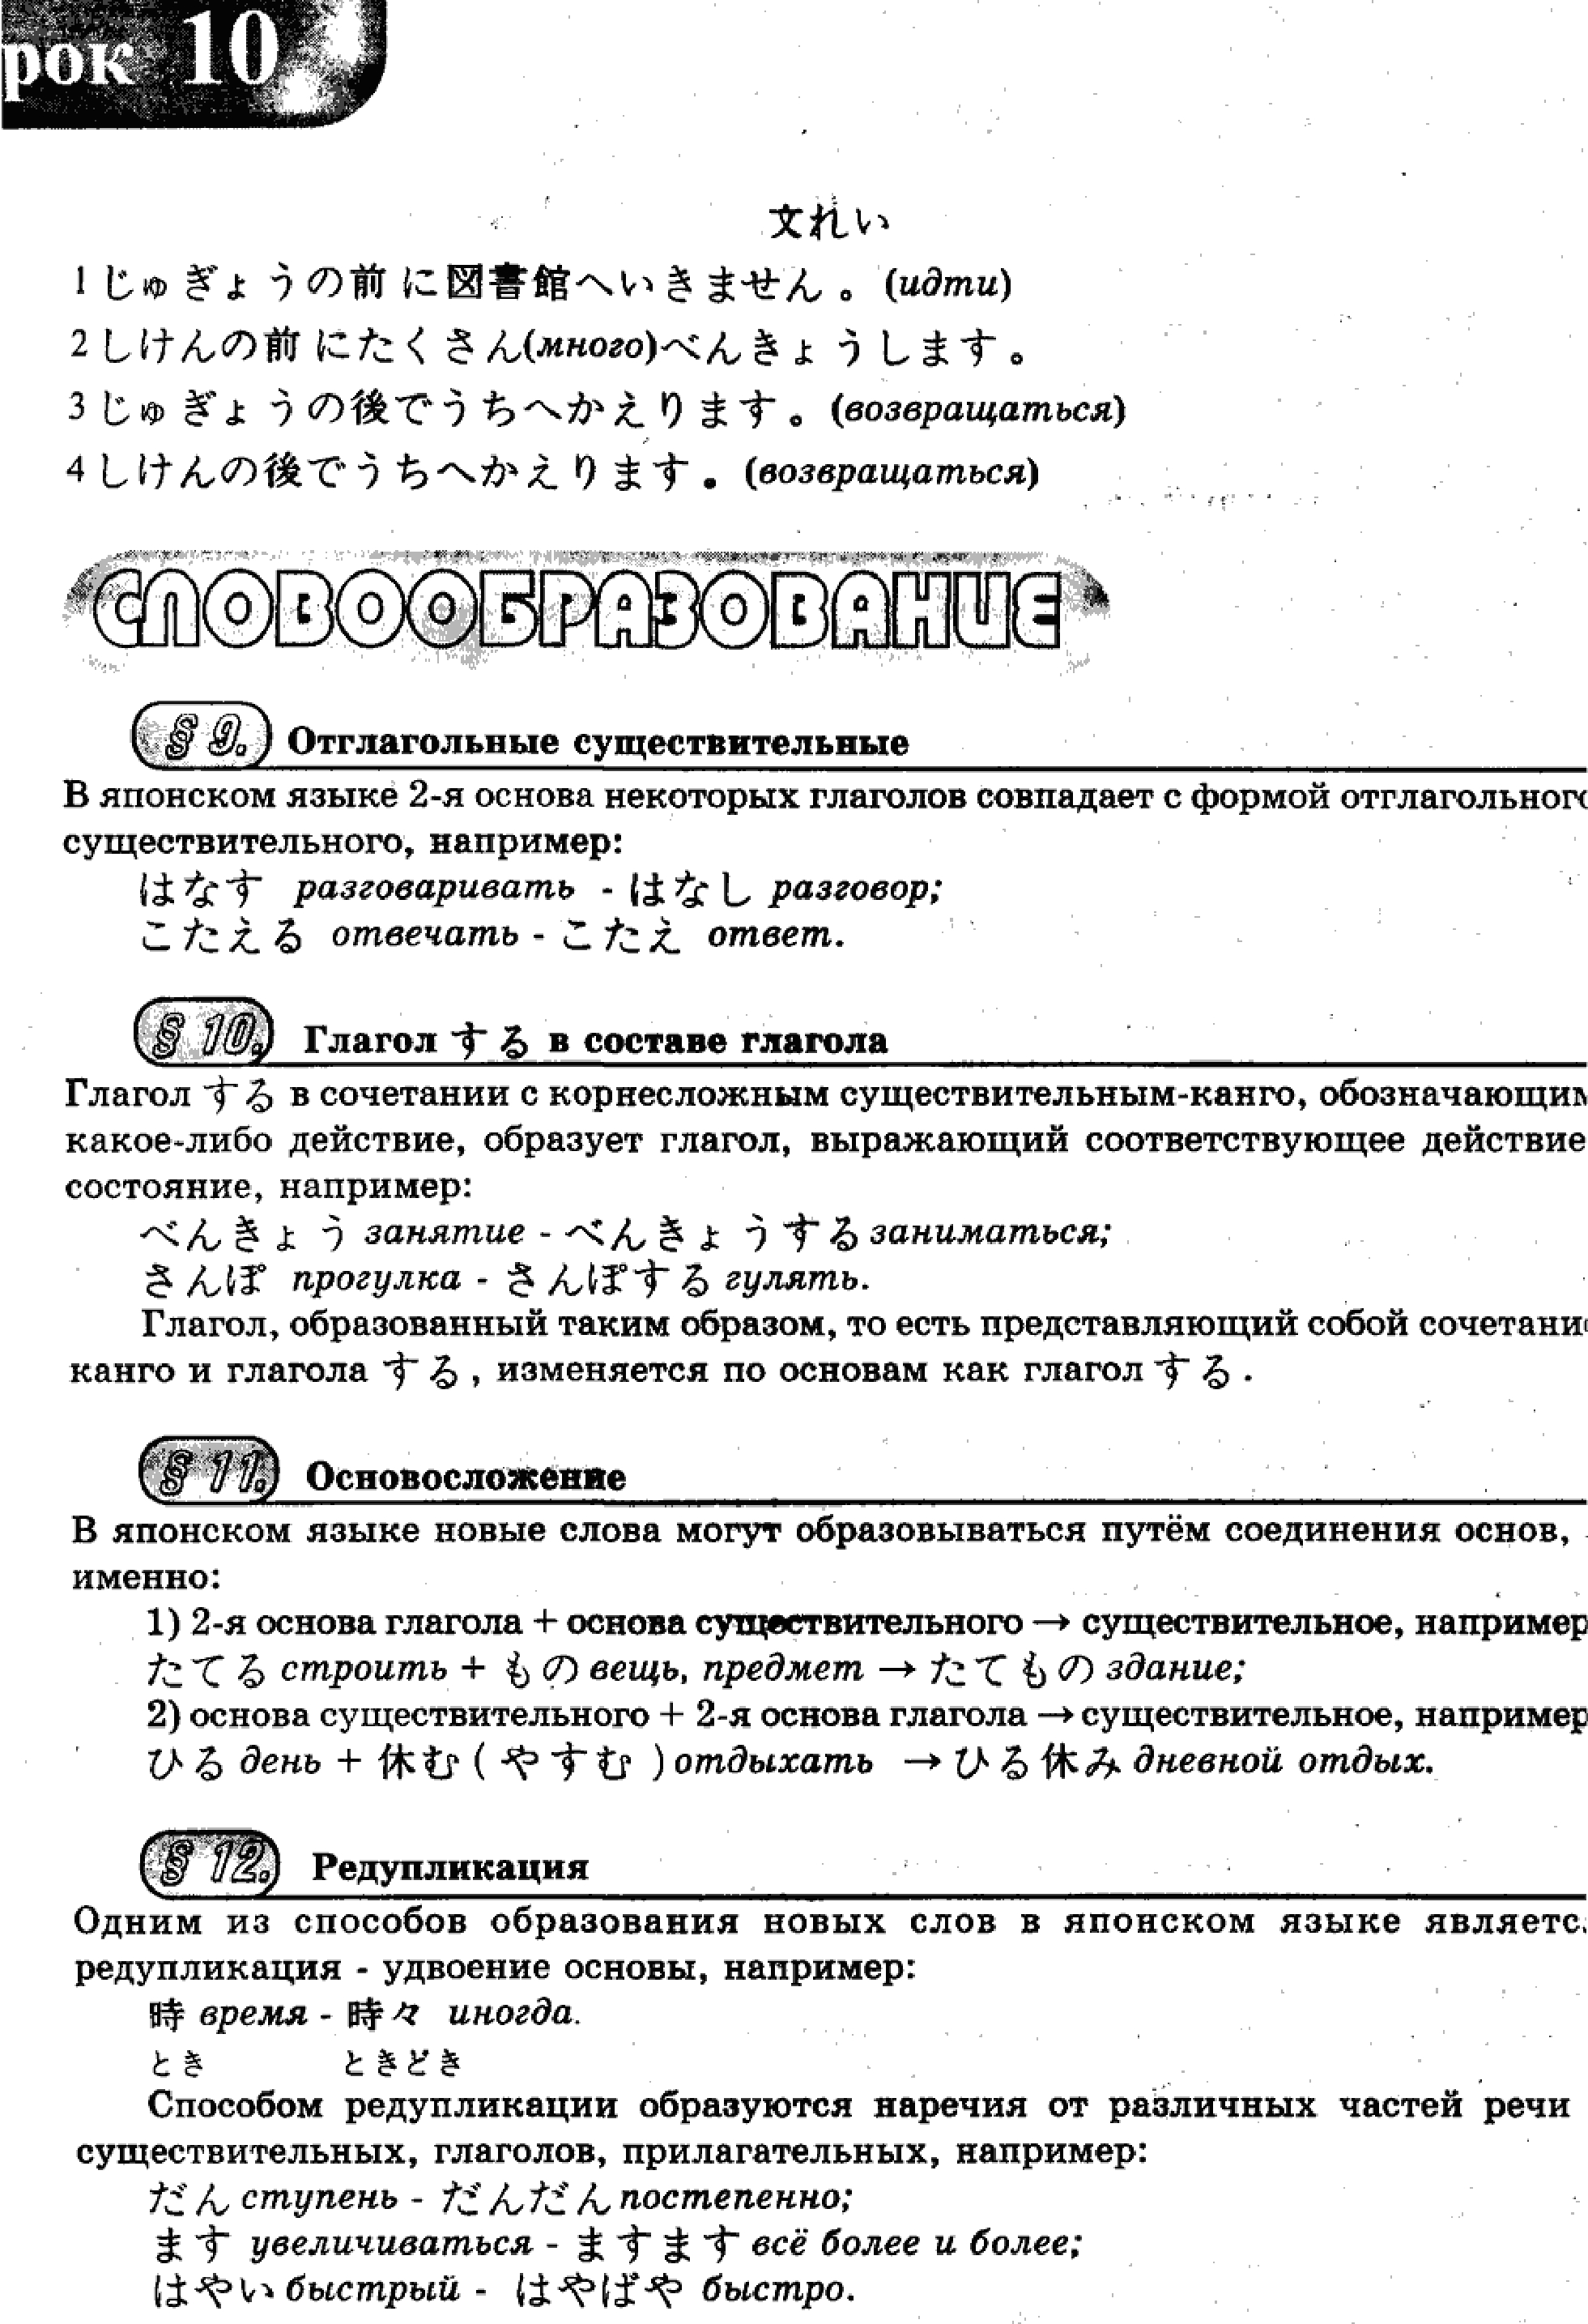 рок 10
文れい
1 じゅぎょうの前に図書館へいきません。(идти)
2 しけんの前にたくさん(много)べんきょうします。
3 じゅぎょうの後でうちへかえります。(возвращаться)
4 しけんの後でうちへかえります。(возвращаться)
СЛОВООБРАЗОВАНИЕ
§ 9. Отглагольные существительные
В японском языке 2-я основа некоторых глаголов совпадает с формой отглагольного
существительного, например:
はなす разговаривать - はなし разговор;
こたえる отвечать - こたえ ответ.
§ 10. Глагол する в составе глагола
Глагол する в сочетании с корнесложным существительным-канго, обозначающим
какое-либо действие, образует глагол, выражающий соответствующее действие
состояние, например:
べんきょう занятие - べんきょうする заниматься;
さんぽ прогулка - さんぽする гулять.
Глагол, образованный таким образом, то есть представляющий собой сочетани
канго и глагола する, изменяется по основам как глагол する.
§ 11. Основосложение
В японском языке новые слова могут образовываться путём соединения основ,
именно:
1) 2-я основа глагола + основа существительного → существительное, например
たてる строить + もの вещь, предмет → たてもの здание;
2) основа существительного + 2-я основа глагола → существительное, например
ひる день + 休む (やすむ) отдыхать → ひる休み дневной отдых.
§ 12. Редупликация
Одним из способов образования новых слов в японском языке являетс
редупликация - удвоение основы, например:
時 время - 時々 иногда.
とき ときどき
Способом редупликации образуются наречия от различных частей речи
существительных, глаголов, прилагательных, например:
だん ступень - だんだん постепенно;
ます увеличиваться - ますます всё более и более;
はやい быстрый - はやばや быстро.